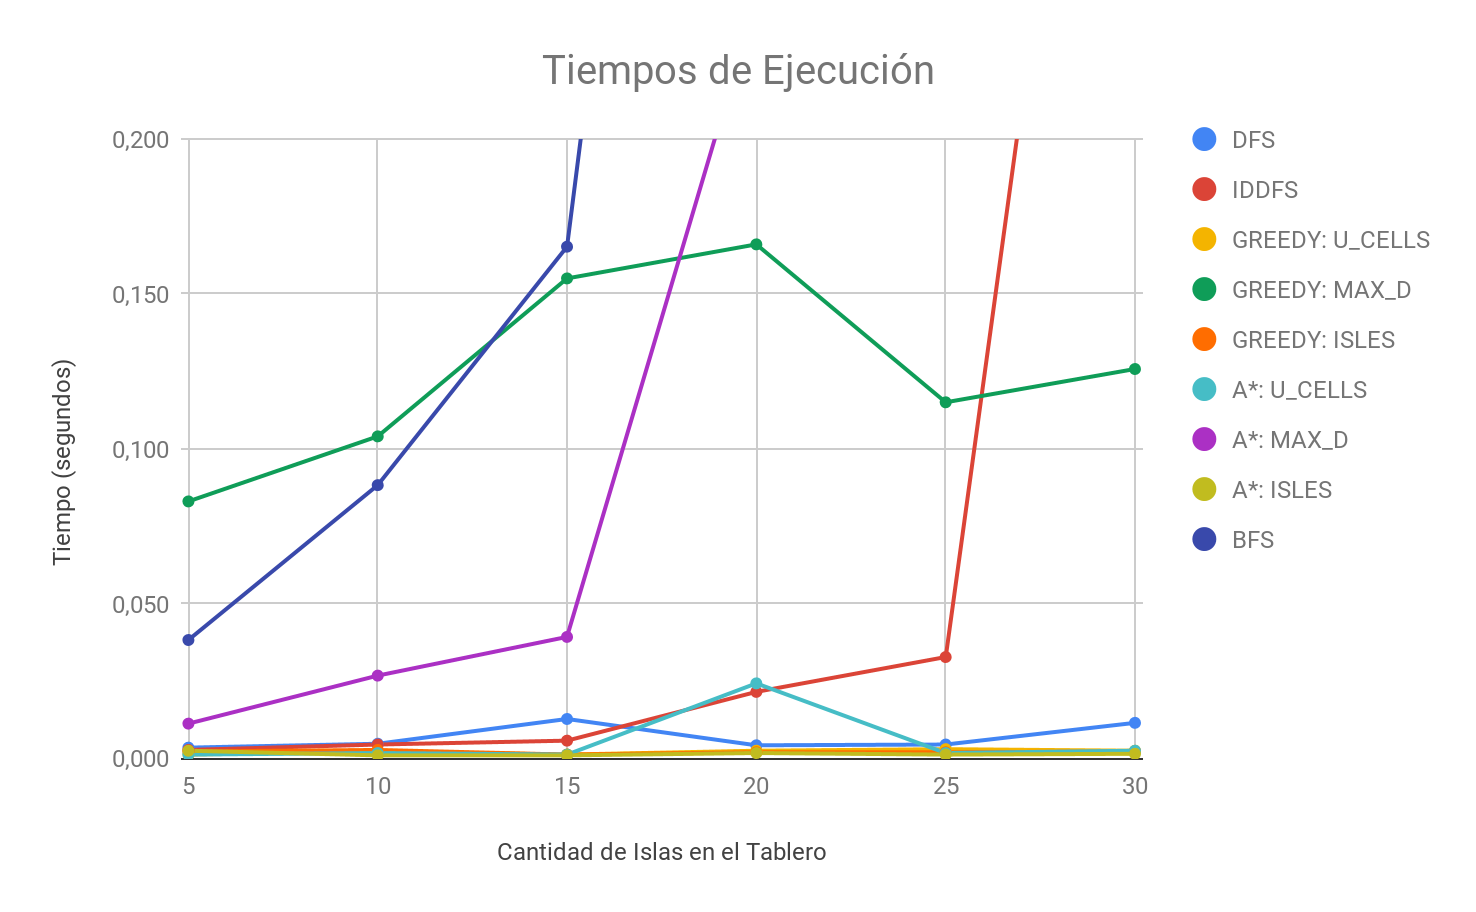 Tiempos de Ejecución
0,200
0,150
0,100
0,050
0,000
Tiempo (segundos)
5 10 15 20 25 30
Cantidad de Islas en el Tablero
DFS
IDDFS
GREEDY: U_CELLS
GREEDY: MAX_D
GREEDY: ISLES
A*: U_CELLS
A*: MAX_D
A*: ISLES
BFS